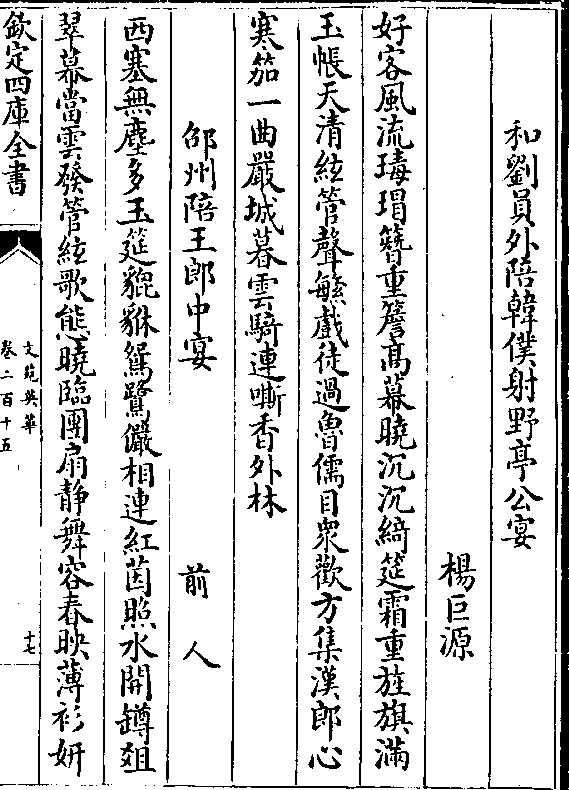 和劉員外陪韓僕射野亭公宴
楊巨源
好客風流瑇瑁簪重簷髙幕曉沉沉綺筵霜重旌旗滿
玉帳天清絃管聲繁戲徒過魯儒目衆歡方集漢郎心
寒笳一曲嚴城暮雲騎連嘶香外林
邵州陪王郎中宴
前人
西塞無塵多玉筵貔貅鴛鷺儼相連紅茵照水開罇俎
翠幕當雲發管絃歌態曉臨團扇静舞容春映薄衫妍
欽定四庫全書
文苑英華
卷二百十五
十七